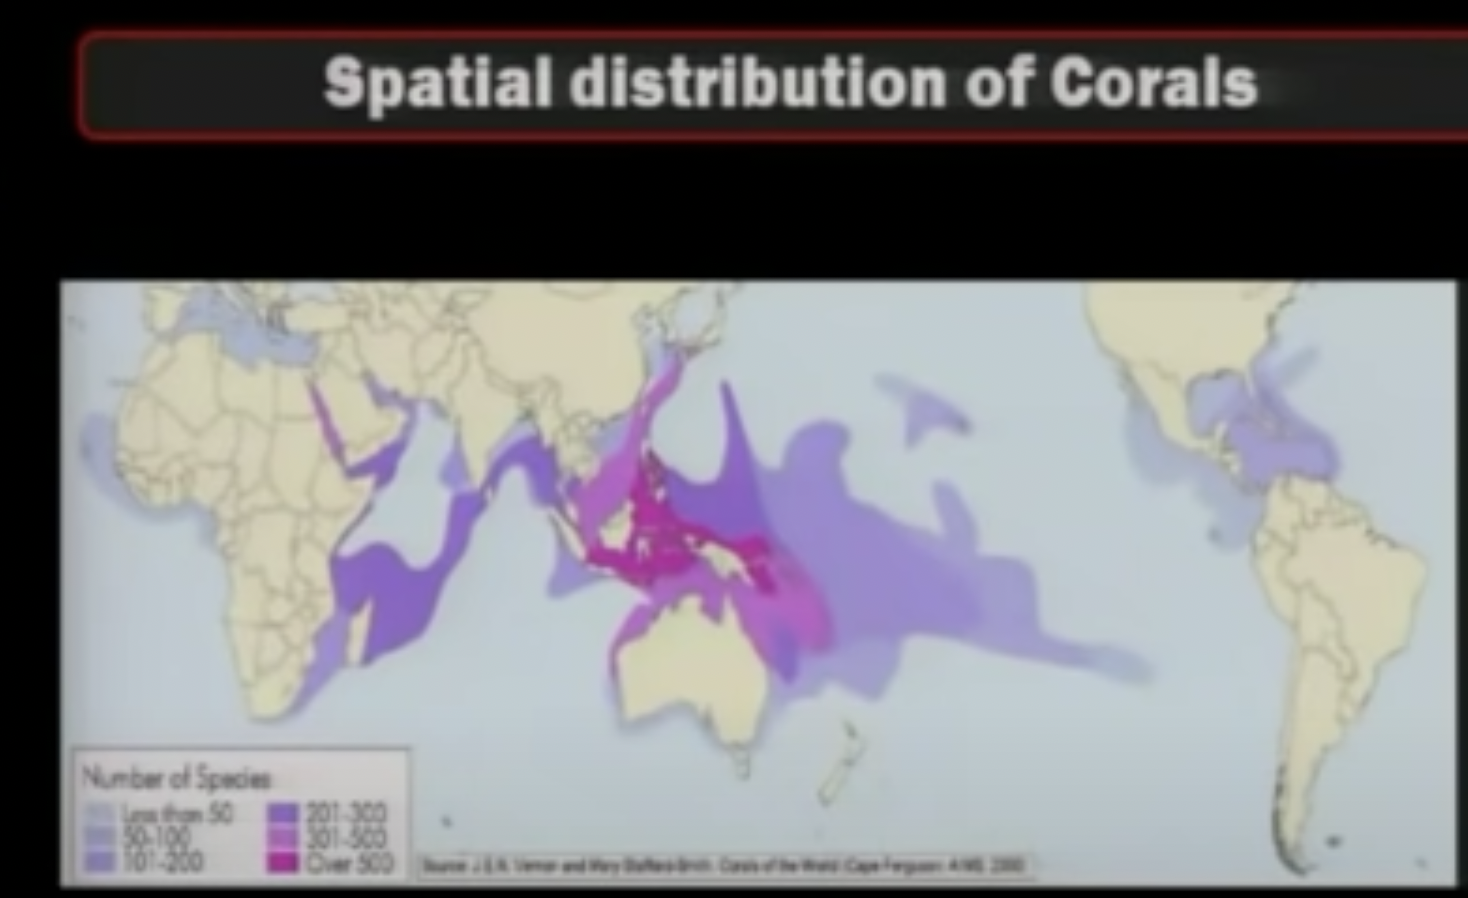 Spatial distribution of Corals
Number of Species
Less than 50
50-100
101-200
201-300
301-500
Over 500
Source: J.E.N. Vernon and Mary Stafford-Smith. Corals of the World (Cape Ferguson: AIMS, 2000)